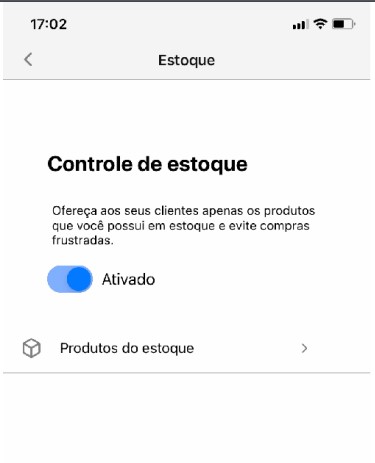 17:02
Estoque
Controle de estoque
Ofereça aos seus clientes apenas os produtos
que você possui em estoque e evite compras
frustradas.
Ativado
Produtos do estoque